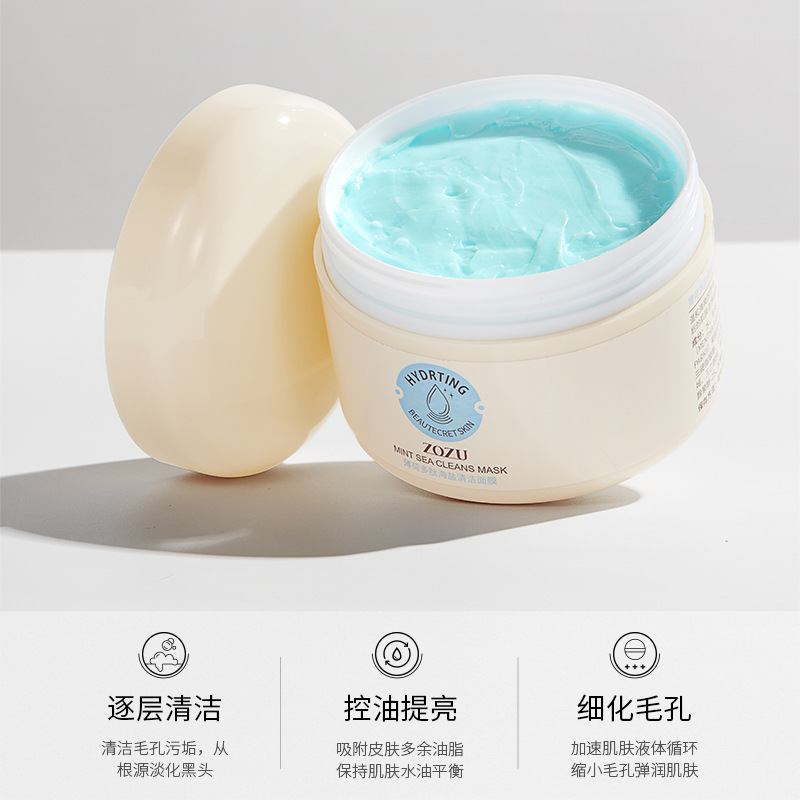 HYDRTING
BEAUTECRET SKIN
ZOZU
MINT SEA CLEANS MASK
薄荷多肽海盐清洁面膜
逐层清洁
清洁毛孔污垢，从
根源淡化黑头
控油提亮
吸附皮肤多余油脂
保持肌肤水油平衡
细化毛孔
加速肌肤液体循环
缩小毛孔弹润肌肤